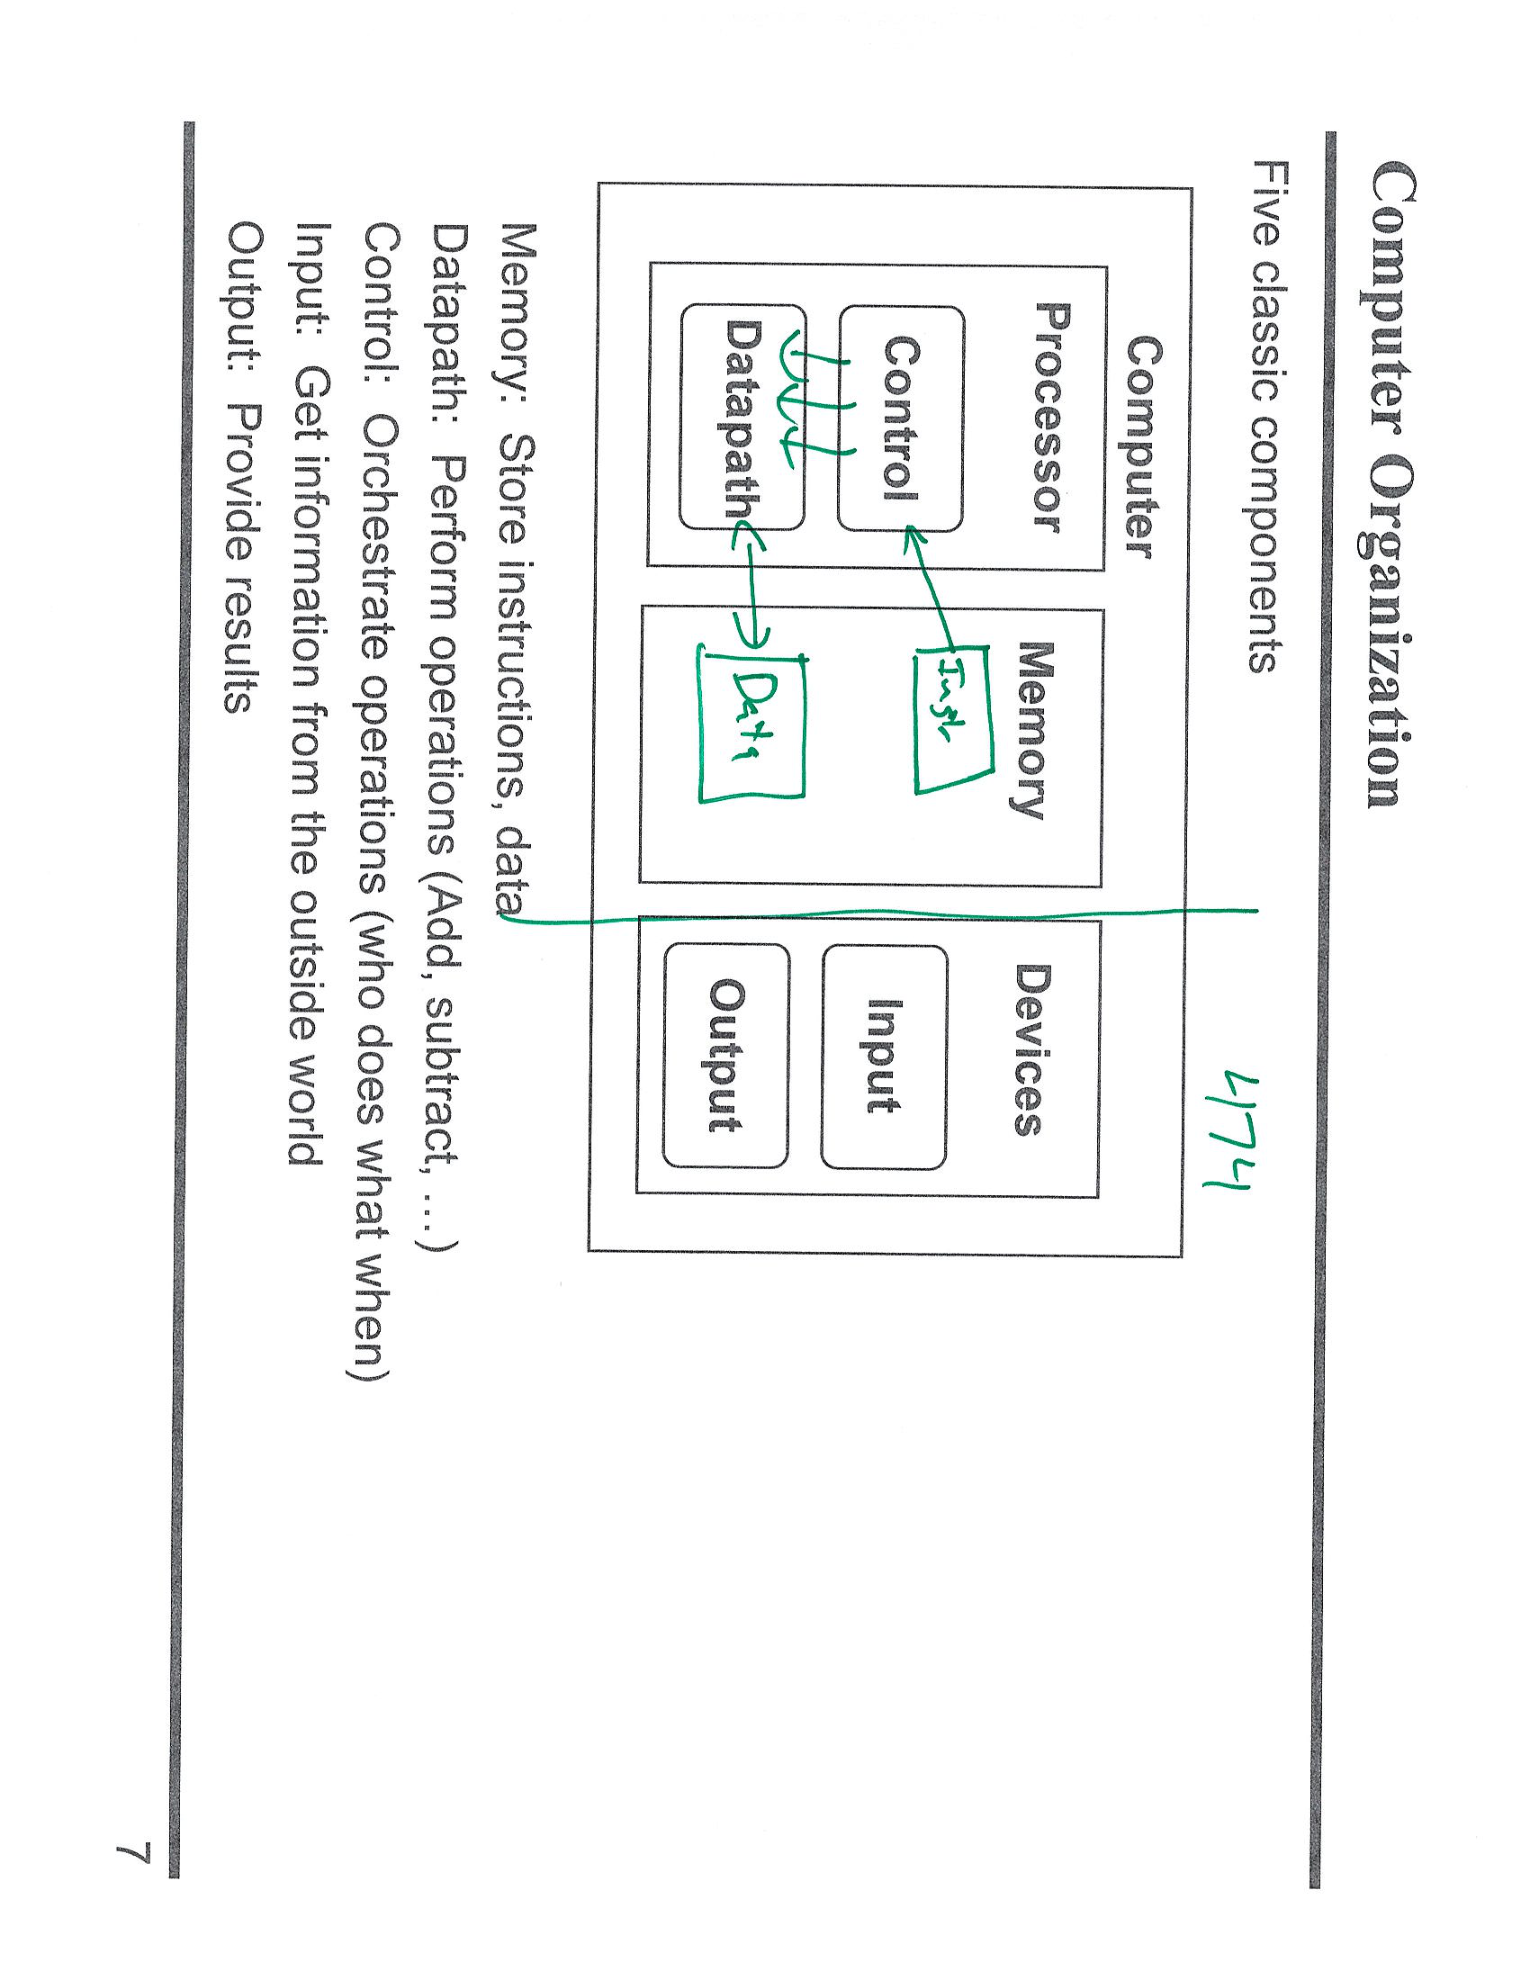 Computer Organization
Five classic components
474
Computer
Processor
Memory
Devices
Control
Inst
Input
Datapath
Data
Output
Memory: Store instructions, data
Datapath: Perform operations (Add, subtract, ...)
Control: Orchestrate operations (who does what when)
Input: Get information from the outside world
Output: Provide results
7